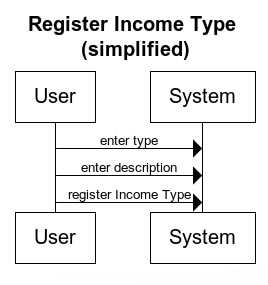 Register Income Type
(simplified)
User System
enter type
enter description
register Income Type
User System